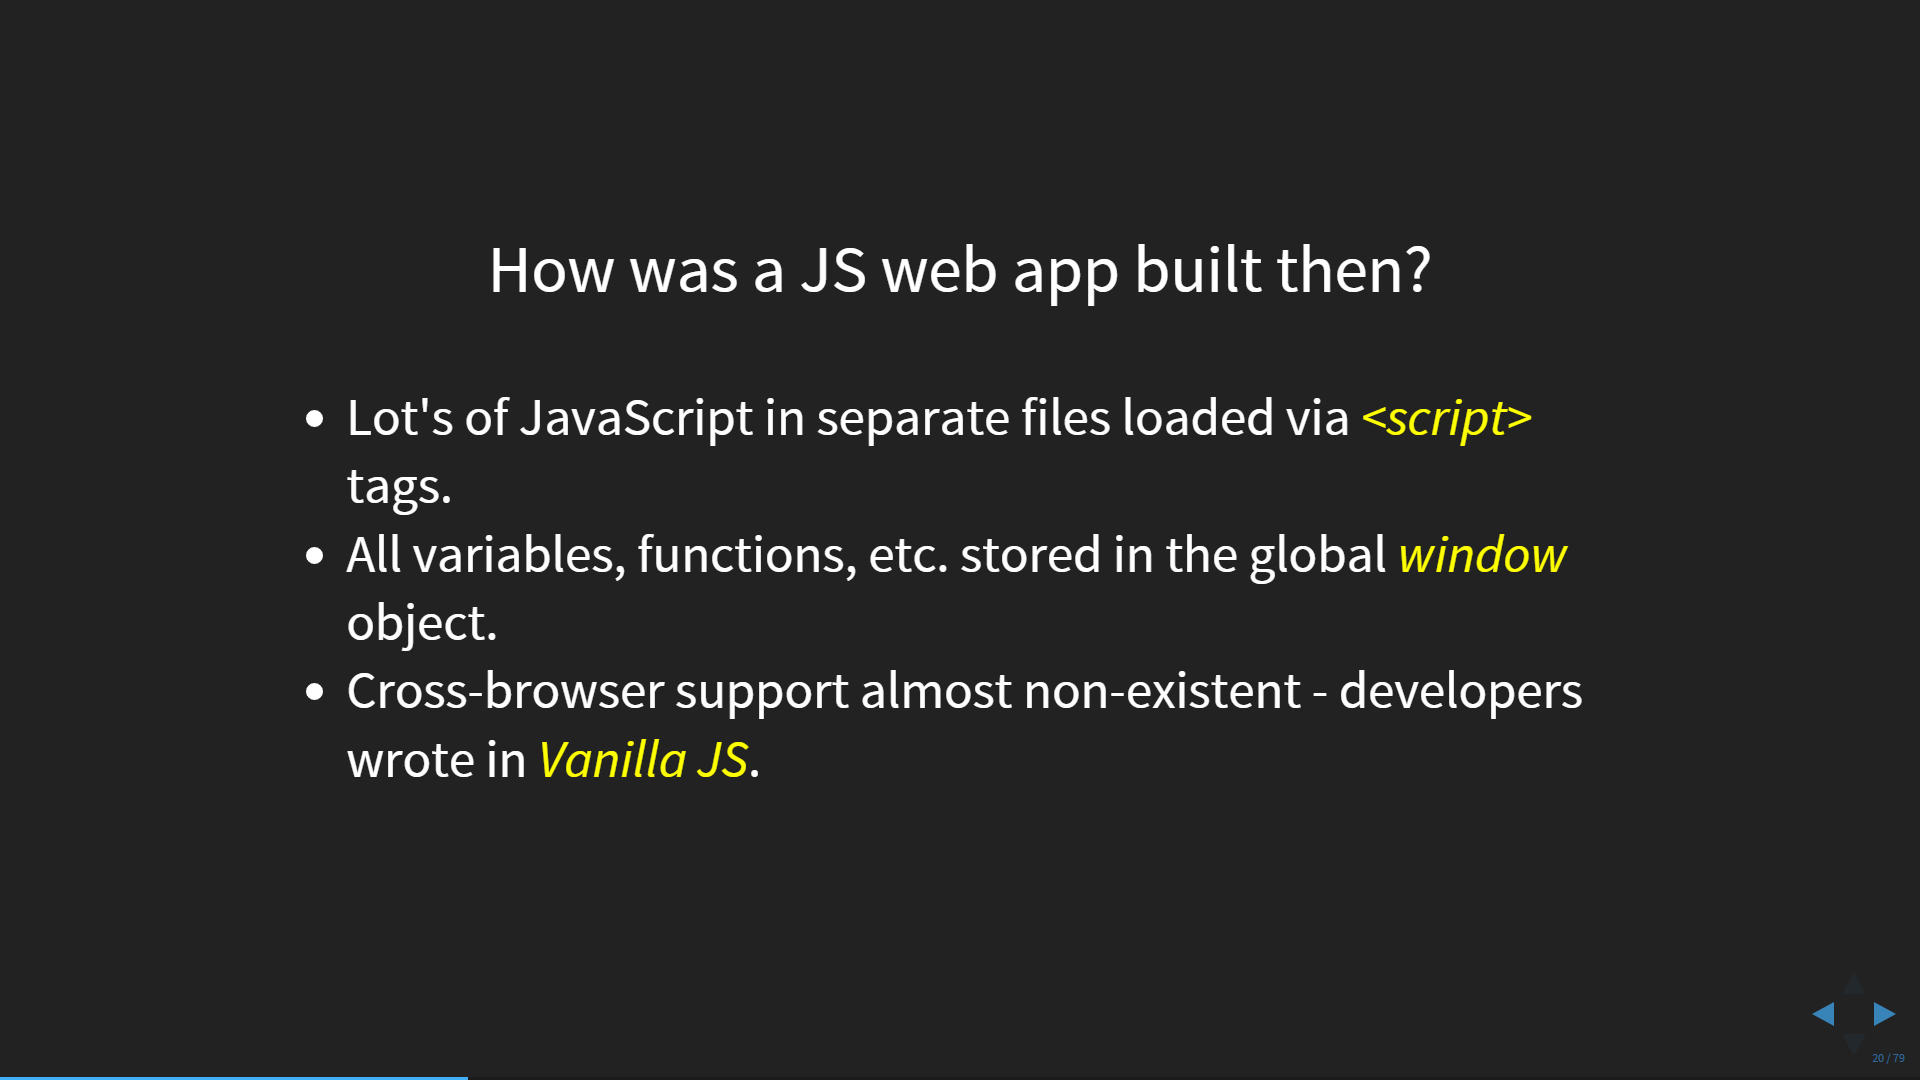 How was a JS web app built then?
• Lot's of JavaScript in separate files loaded via <script>
tags.
• All variables, functions, etc. stored in the global window
object.
• Cross-browser support almost non-existent - developers
wrote in Vanilla JS.
20 / 79